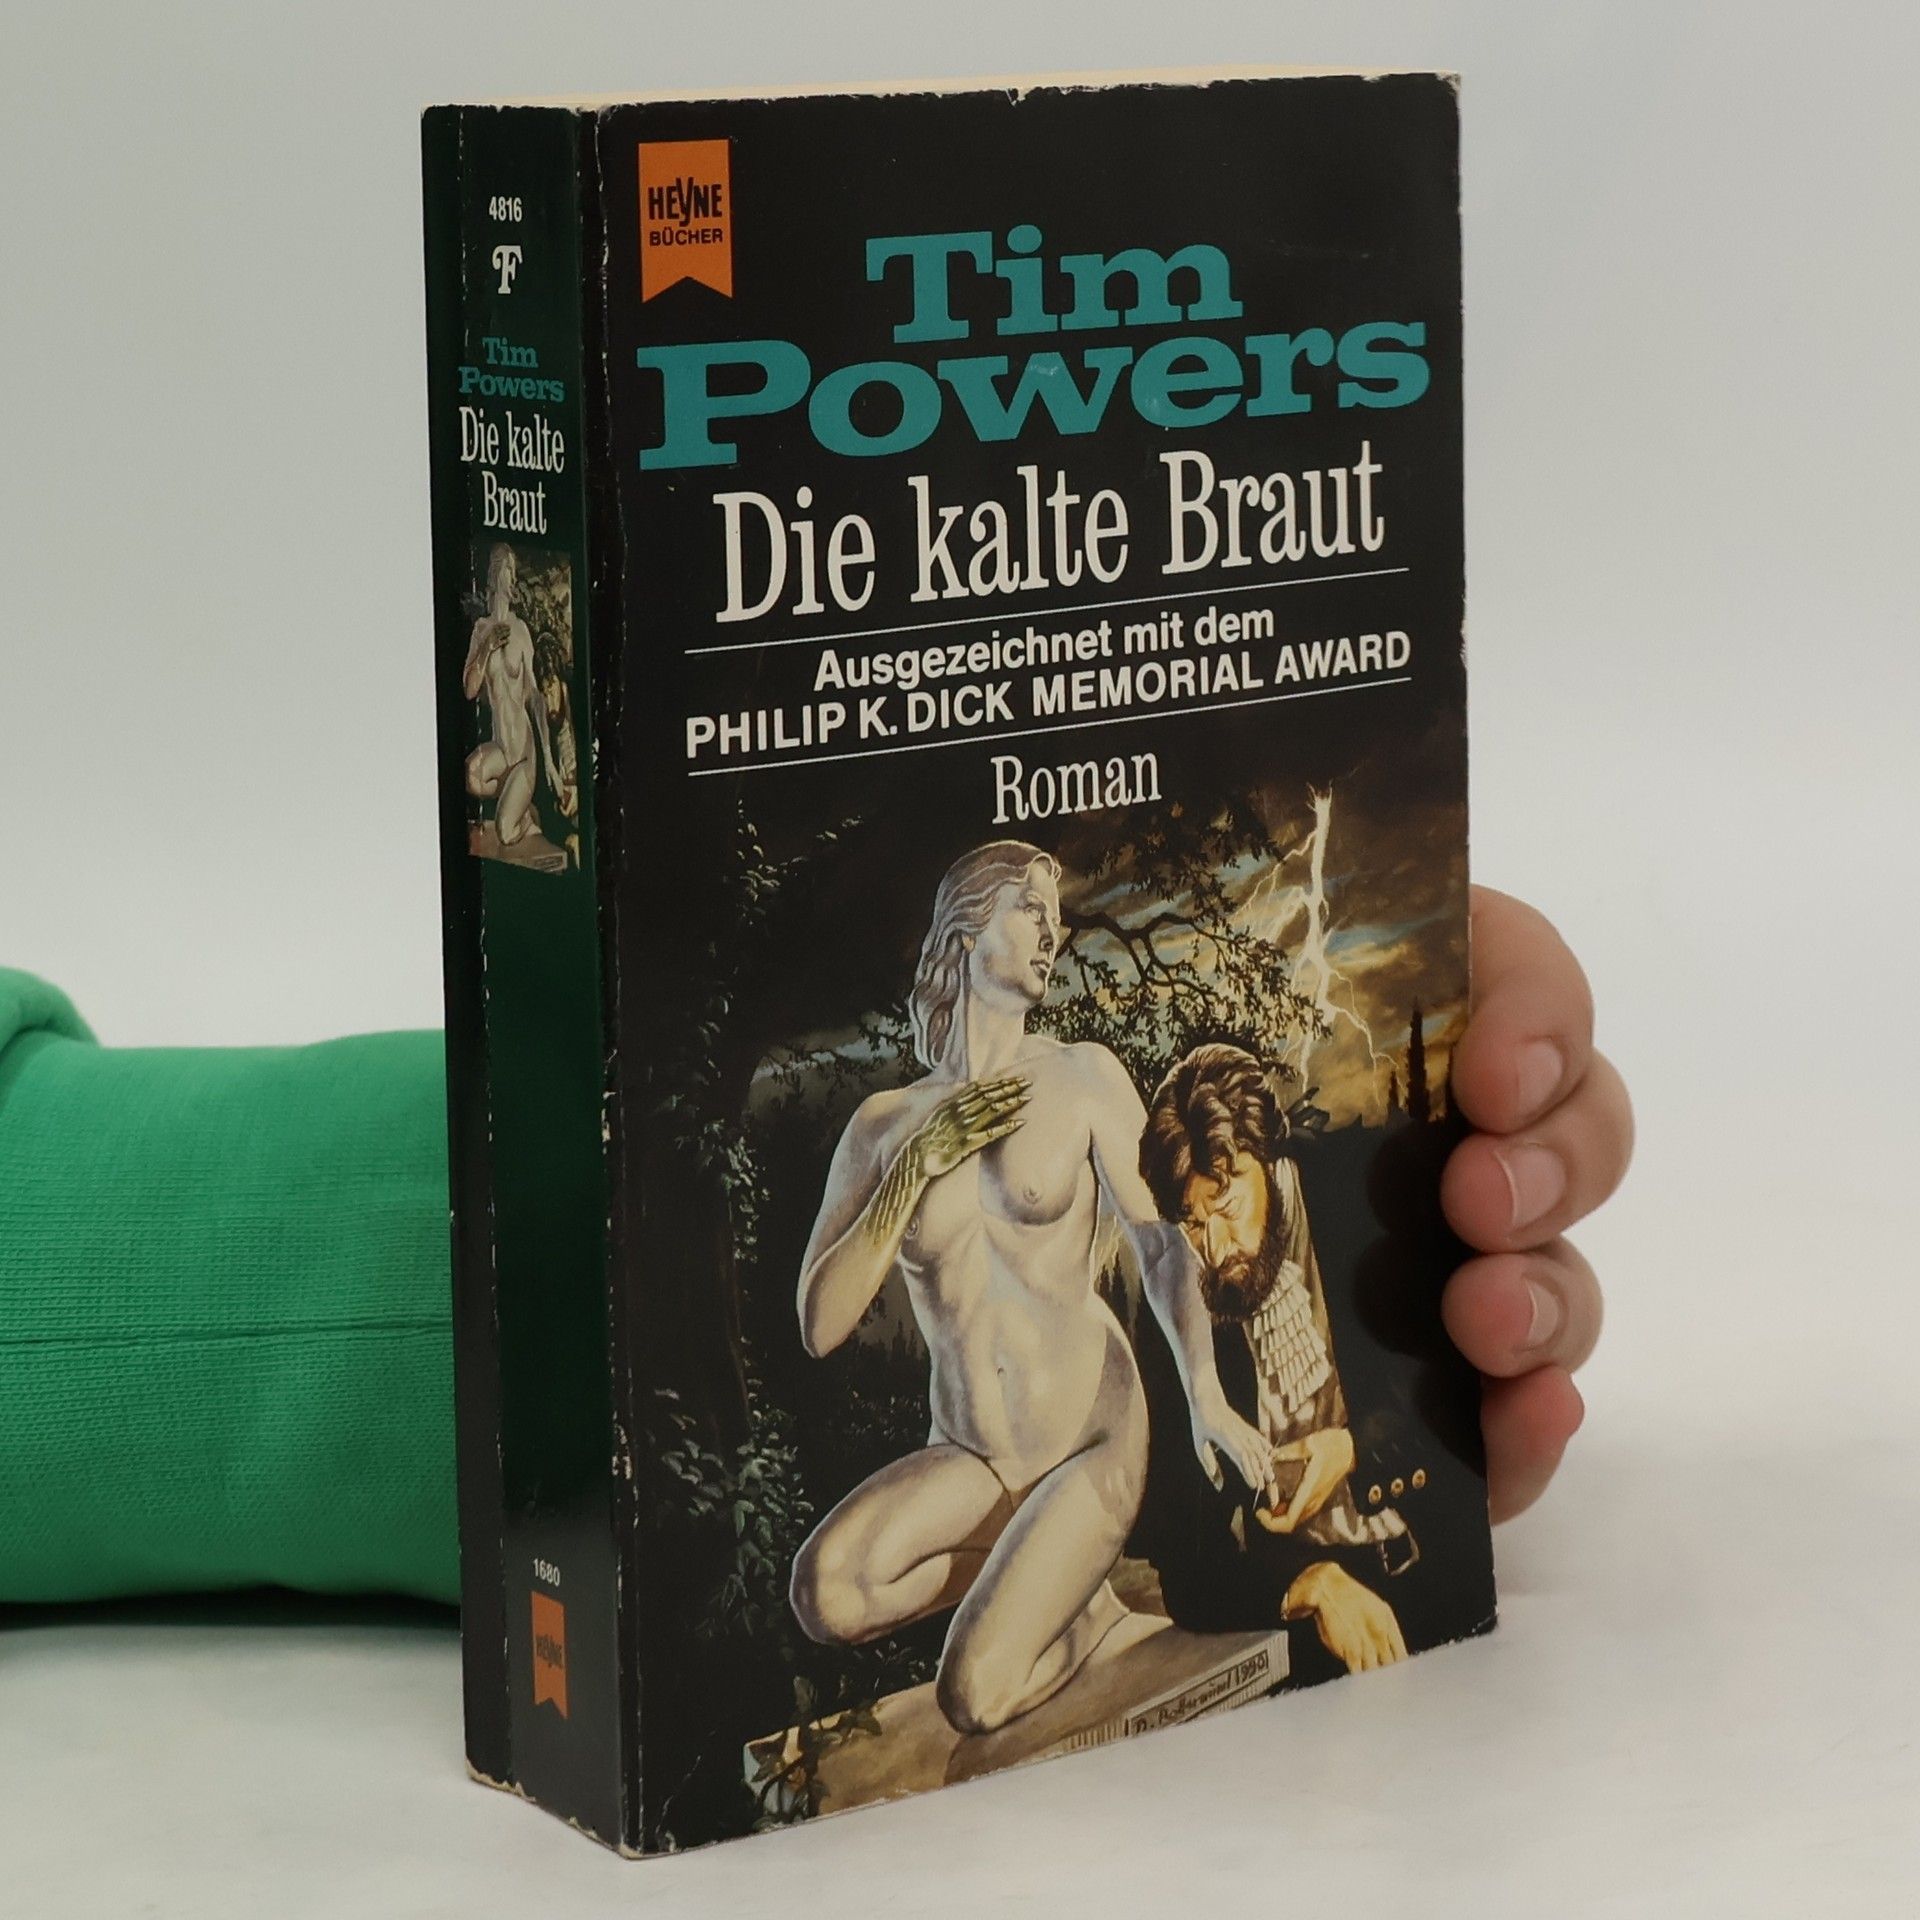 4816
F
Tim
Powers
Die kalte
Braut
1680
HEYNE
HEYNE
BÜCHER
Tim
Powers
Die kalte Braut
Ausgezeichnet mit dem
PHILIP K. DICK MEMORIAL AWARD
Roman
1990